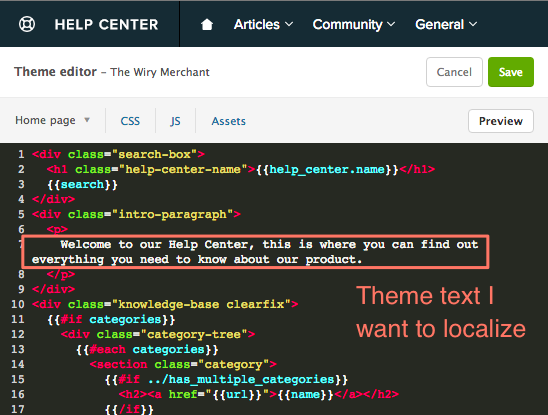 HELP CENTER Articles Community General
Theme editor – The Wiry Merchant Cancel Save
Home page CSS JS Assets Preview
1 <div class="search-box">
2 <h1 class="help-center-name">{{help_center.name}}</h1>
3 {{search}}
4 </div>
5 <div class="intro-paragraph">
6 <p>
7 Welcome to our Help Center, this is where you can find out
everything you need to know about our product.
8 </p>
9 </div>
10 <div class="knowledge-base clearfix">
11 {{#if categories}}
12 <div class="category-tree">
13 {{#each categories}}
14 <section class="category">
15 {{#if ../has_multiple_categories}}
16 <h2><a href="{{url}}">{{name}}</a></h2>
17 {{/if}}
Theme text I
want to localize